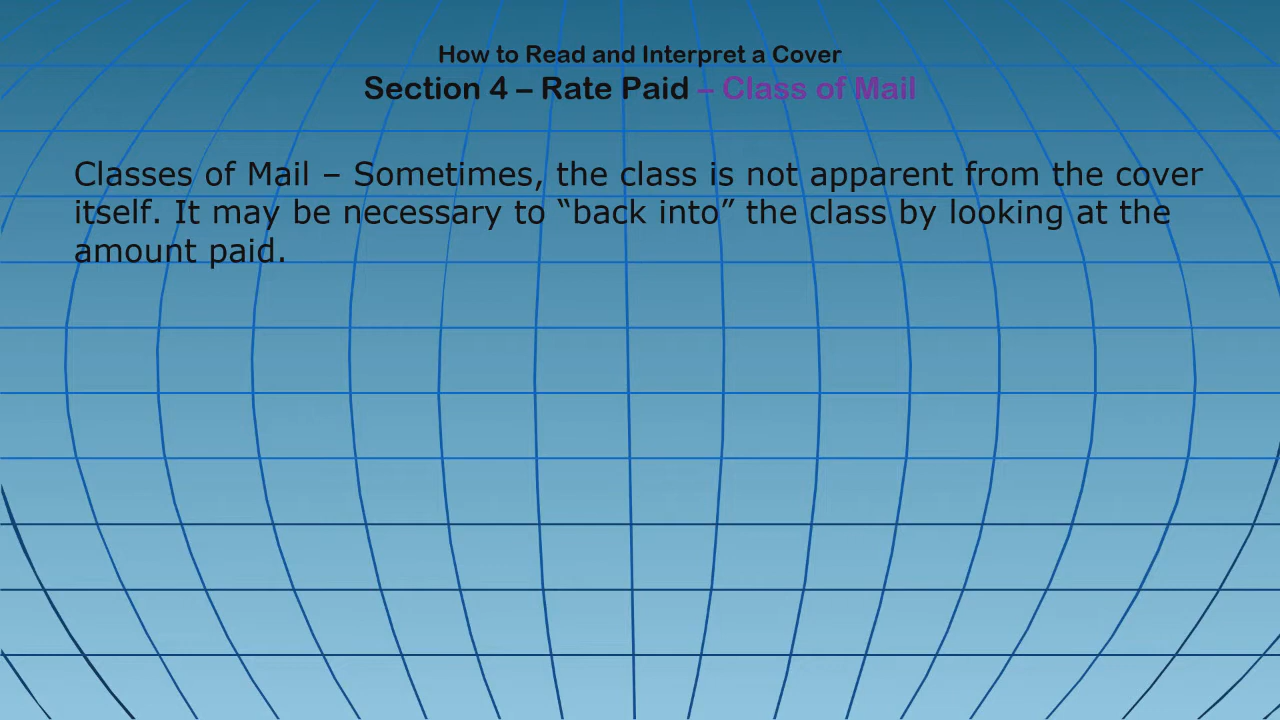 How to Read and Interpret a Cover
Section 4 – Rate Paid – Class of Mail
Classes of Mail – Sometimes, the class is not apparent from the cover
itself. It may be necessary to “back into” the class by looking at the
amount paid.